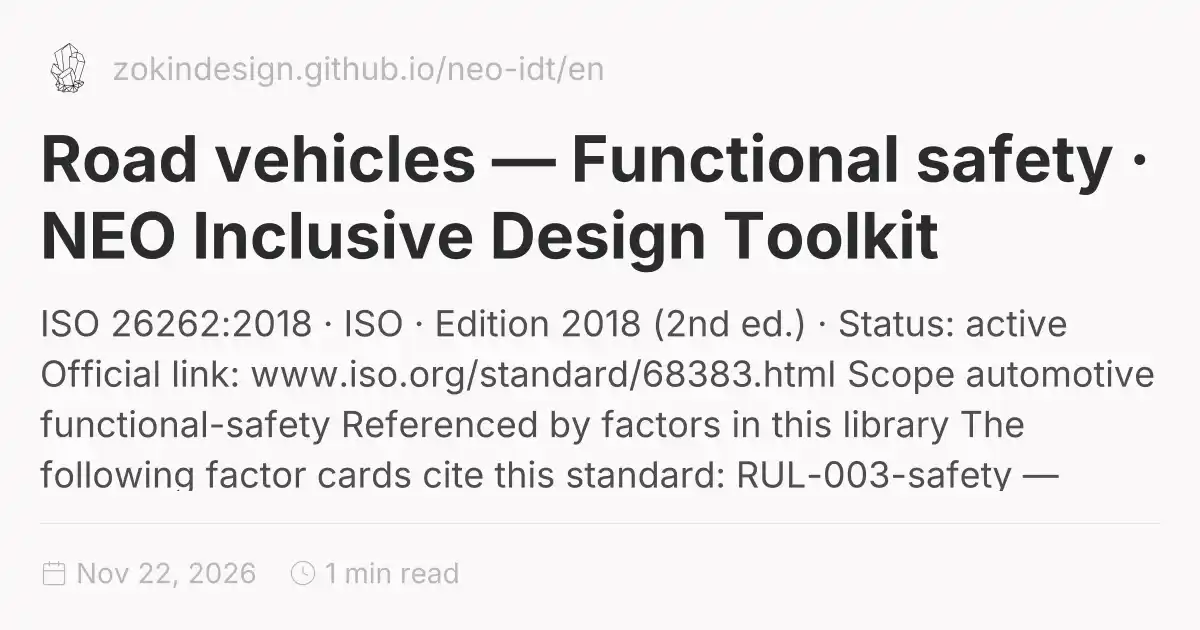 zokindesign.github.io/neo-idt/en
Road vehicles — Functional safety ·
NEO Inclusive Design Toolkit
ISO 26262:2018 · ISO · Edition 2018 (2nd ed.) · Status: active
Official link: www.iso.org/standard/68383.html Scope automotive
functional-safety Referenced by factors in this library The
following factor cards cite this standard: RUL-003-safety —
Nov 22, 2026
1 min read